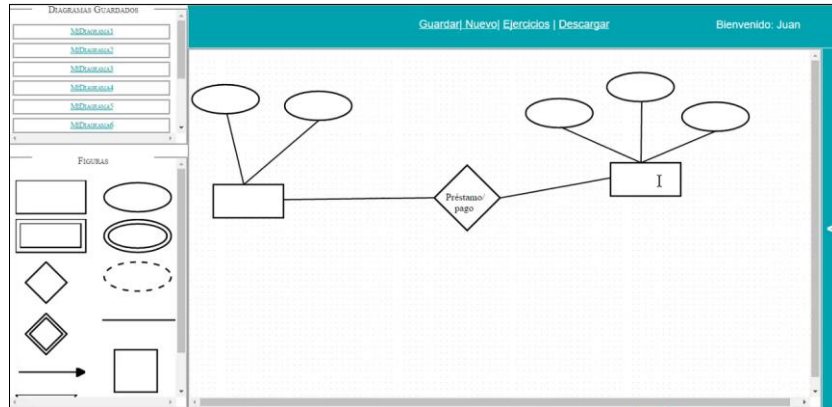 DIAGRAMAS GUARDADOS
MIDIAGRAMA1
MIDIAGRAMA2
MIDIAGRAMA3
MIDIAGRAMA4
MIDIAGRAMA5
MIDIAGRAMA6
FIGURAS
Guardar| Nuevo| Ejercicios | Descargar
Bienvenido: Juan
Préstamo/
pago